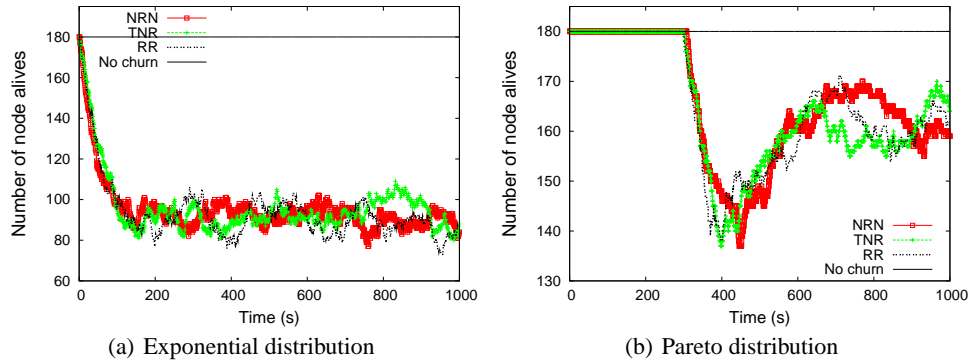 NRN
TNR
RR
No churn
Number of node alives
180
160
140
120
100
80
60
0
200
400
600
800
1000
Time (s)
(a) Exponential distribution
Number of node alives
180
170
160
150
140
130
0
200
400
600
800
1000
NRN
TNR
RR
No churn
Time (s)
(b) Pareto distribution